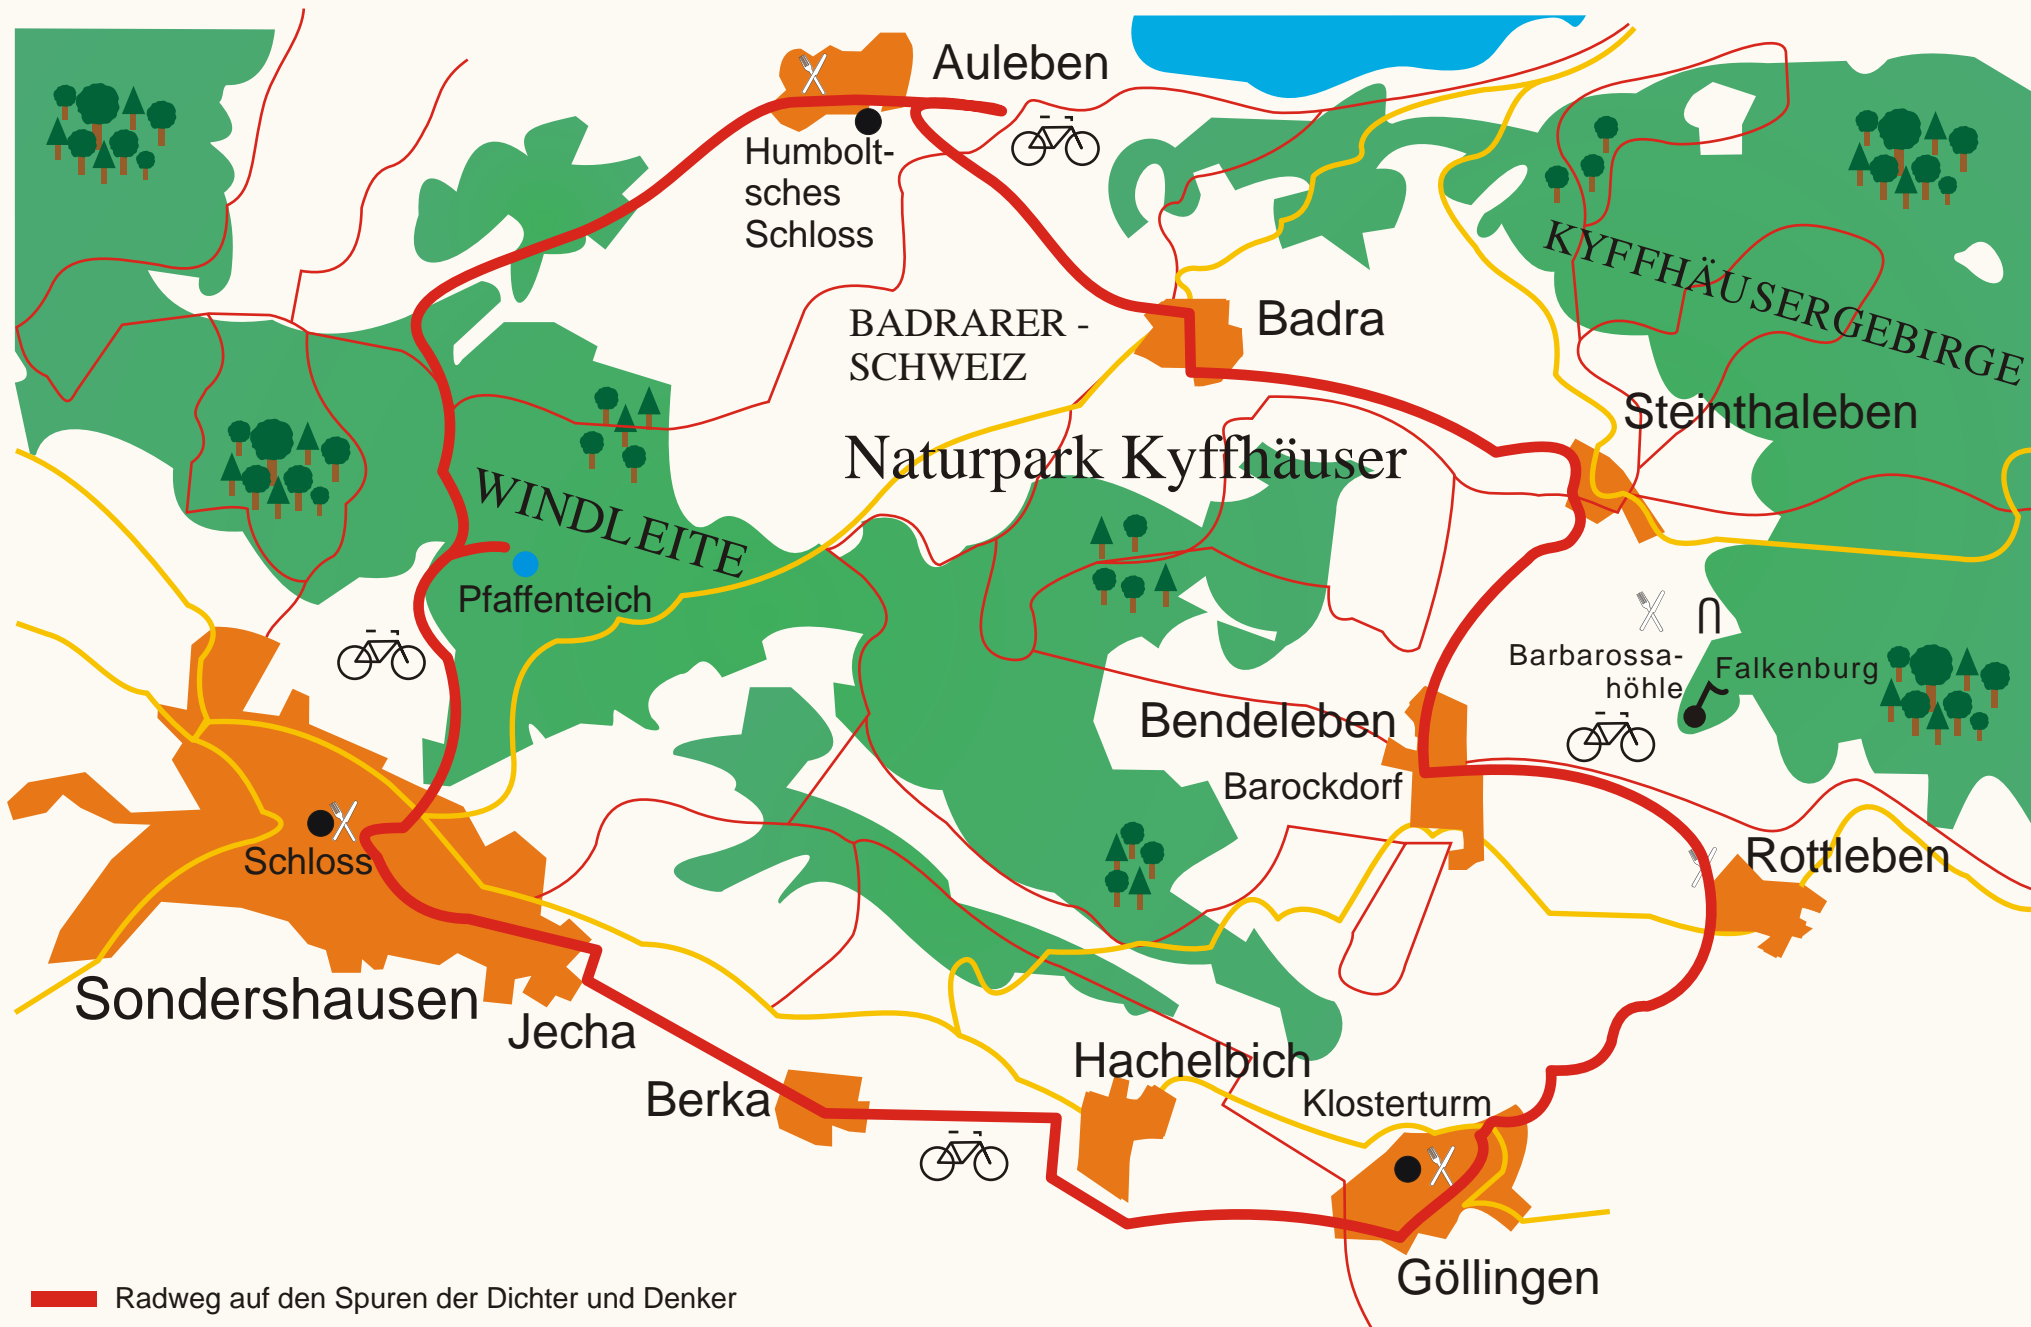 Auleben
Humbolt-
sches
Schloss
BADRARER -
SCHWEIZ
Badra
KYFFHÄUSERGEBIRGE
Steinthaleben
Naturpark Kyffhäuser
WINDLEITE
Pfaffenteich
Barbarossa-
höhle
Falkenburg
Bendeleben
Barockdorf
Rottleben
Schloss
Sondershausen
Jecha
Berka
Hachelbich
Klosterturm
Göllingen
Radweg auf den Spuren der Dichter und Denker